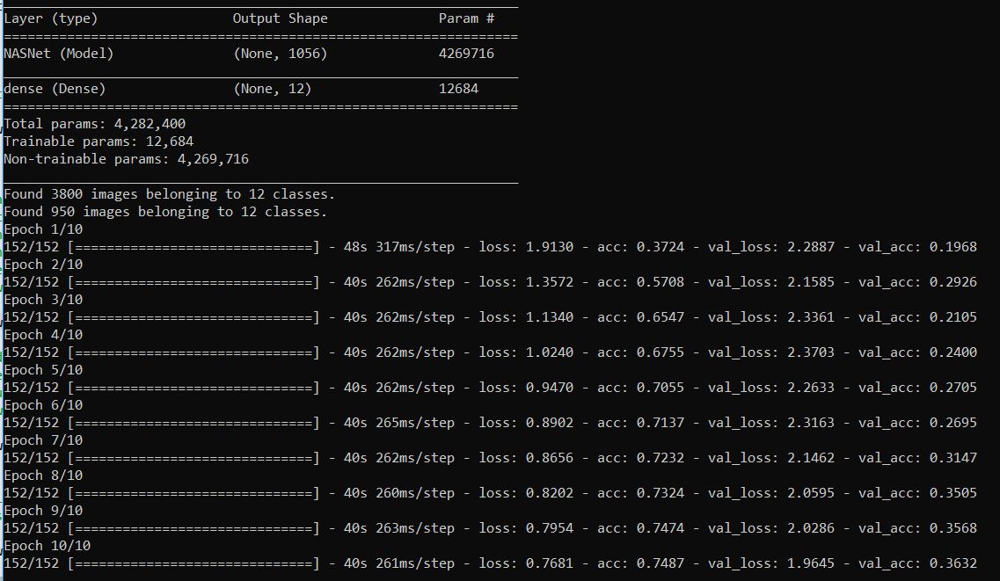 Layer (type) Output Shape Param #
=================================================================
NASNet (Model) (None, 1056) 4269716
_________________________________________________________________
dense (Dense) (None, 12) 12684
=================================================================
Total params: 4,282,400
Trainable params: 12,684
Non-trainable params: 4,269,716
_________________________________________________________________
Found 3800 images belonging to 12 classes.
Found 950 images belonging to 12 classes.
Epoch 1/10
152/152 [==============================] - 48s 317ms/step - loss: 1.9130 - acc: 0.3724 - val_loss: 2.2887 - val_acc: 0.1968
Epoch 2/10
152/152 [==============================] - 40s 262ms/step - loss: 1.3572 - acc: 0.5708 - val_loss: 2.1585 - val_acc: 0.2926
Epoch 3/10
152/152 [==============================] - 40s 262ms/step - loss: 1.1340 - acc: 0.6547 - val_loss: 2.3361 - val_acc: 0.2105
Epoch 4/10
152/152 [==============================] - 40s 262ms/step - loss: 1.0240 - acc: 0.6755 - val_loss: 2.3703 - val_acc: 0.2400
Epoch 5/10
152/152 [==============================] - 40s 262ms/step - loss: 0.9470 - acc: 0.7055 - val_loss: 2.2633 - val_acc: 0.2705
Epoch 6/10
152/152 [==============================] - 40s 265ms/step - loss: 0.8902 - acc: 0.7137 - val_loss: 2.3163 - val_acc: 0.2695
Epoch 7/10
152/152 [==============================] - 40s 262ms/step - loss: 0.8656 - acc: 0.7232 - val_loss: 2.1462 - val_acc: 0.3147
Epoch 8/10
152/152 [==============================] - 40s 260ms/step - loss: 0.8202 - acc: 0.7324 - val_loss: 2.0595 - val_acc: 0.3505
Epoch 9/10
152/152 [==============================] - 40s 263ms/step - loss: 0.7954 - acc: 0.7474 - val_loss: 2.0286 - val_acc: 0.3568
Epoch 10/10
152/152 [==============================] - 40s 261ms/step - loss: 0.7681 - acc: 0.7487 - val_loss: 1.9645 - val_acc: 0.3632